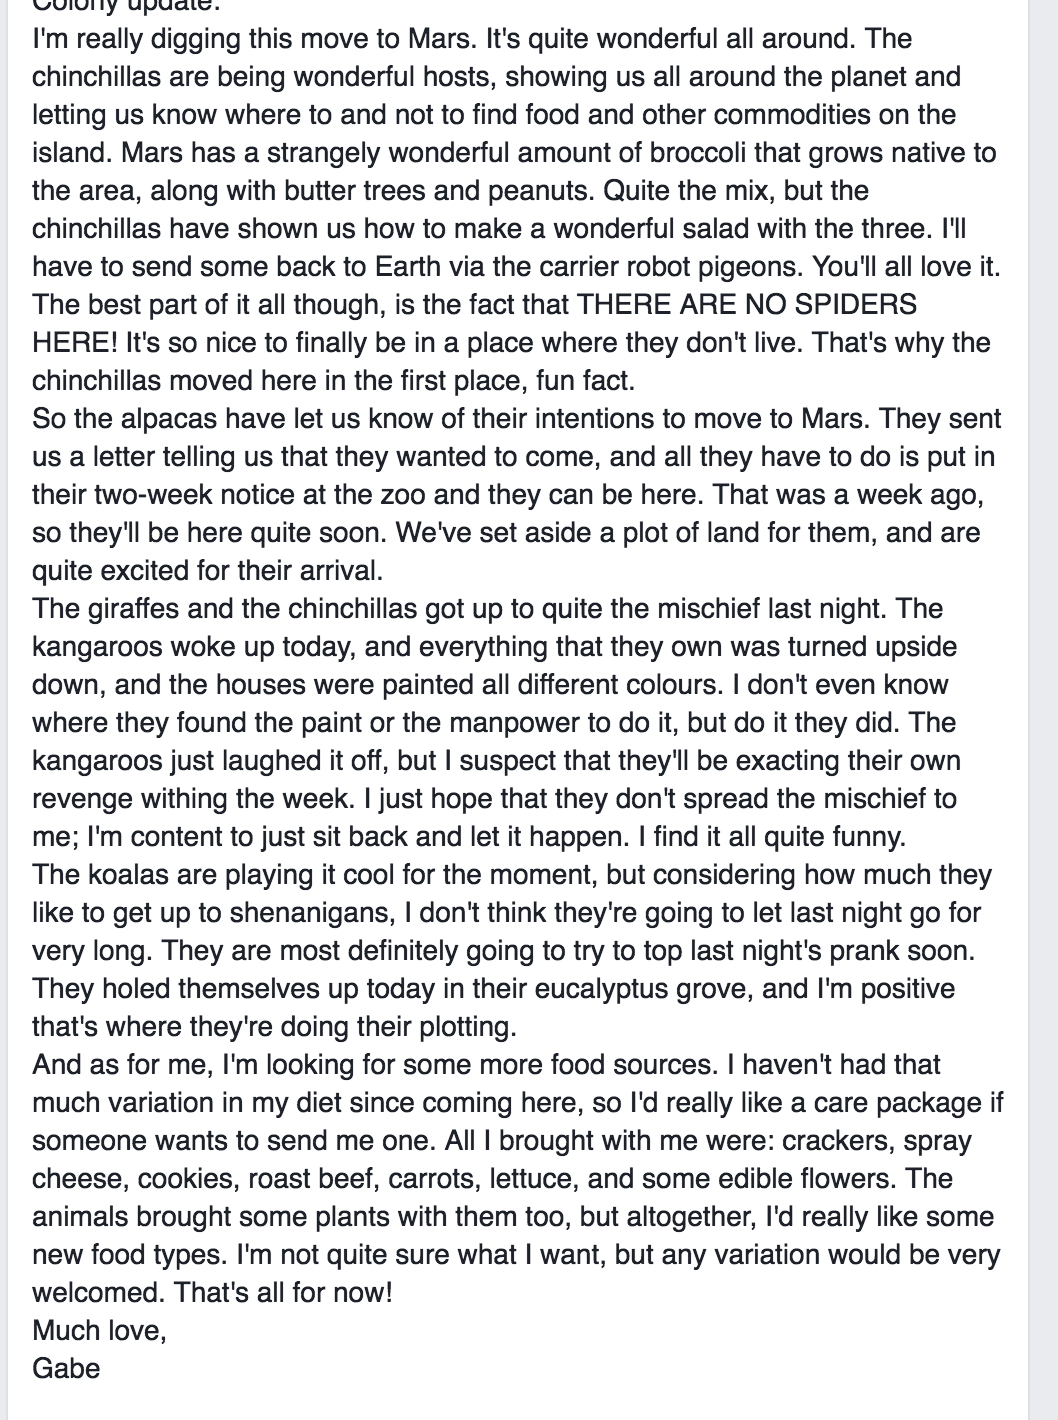 Colony update:
I'm really digging this move to Mars. It's quite wonderful all around. The
chinchillas are being wonderful hosts, showing us all around the planet and
letting us know where to and not to find food and other commodities on the
island. Mars has a strangely wonderful amount of broccoli that grows native to
the area, along with butter trees and peanuts. Quite the mix, but the
chinchillas have shown us how to make a wonderful salad with the three. I'll
have to send some back to Earth via the carrier robot pigeons. You'll all love it.
The best part of it all though, is the fact that THERE ARE NO SPIDERS
HERE! It's so nice to finally be in a place where they don't live. That's why the
chinchillas moved here in the first place, fun fact.
So the alpacas have let us know of their intentions to move to Mars. They sent
us a letter telling us that they wanted to come, and all they have to do is put in
their two-week notice at the zoo and they can be here. That was a week ago,
so they'll be here quite soon. We've set aside a plot of land for them, and are
quite excited for their arrival.
The giraffes and the chinchillas got up to quite the mischief last night. The
kangaroos woke up today, and everything that they own was turned upside
down, and the houses were painted all different colours. I don't even know
where they found the paint or the manpower to do it, but do it they did. The
kangaroos just laughed it off, but I suspect that they'll be exacting their own
revenge withing the week. I just hope that they don't spread the mischief to
me; I'm content to just sit back and let it happen. I find it all quite funny.
The koalas are playing it cool for the moment, but considering how much they
like to get up to shenanigans, I don't think they're going to let last night go for
very long. They are most definitely going to try to top last night's prank soon.
They holed themselves up today in their eucalyptus grove, and I'm positive
that's where they're doing their plotting.
And as for me, I'm looking for some more food sources. I haven't had that
much variation in my diet since coming here, so I'd really like a care package if
someone wants to send me one. All I brought with me were: crackers, spray
cheese, cookies, roast beef, carrots, lettuce, and some edible flowers. The
animals brought some plants with them too, but altogether, I'd really like some
new food types. I'm not quite sure what I want, but any variation would be very
welcomed. That's all for now!
Much love,
Gabe